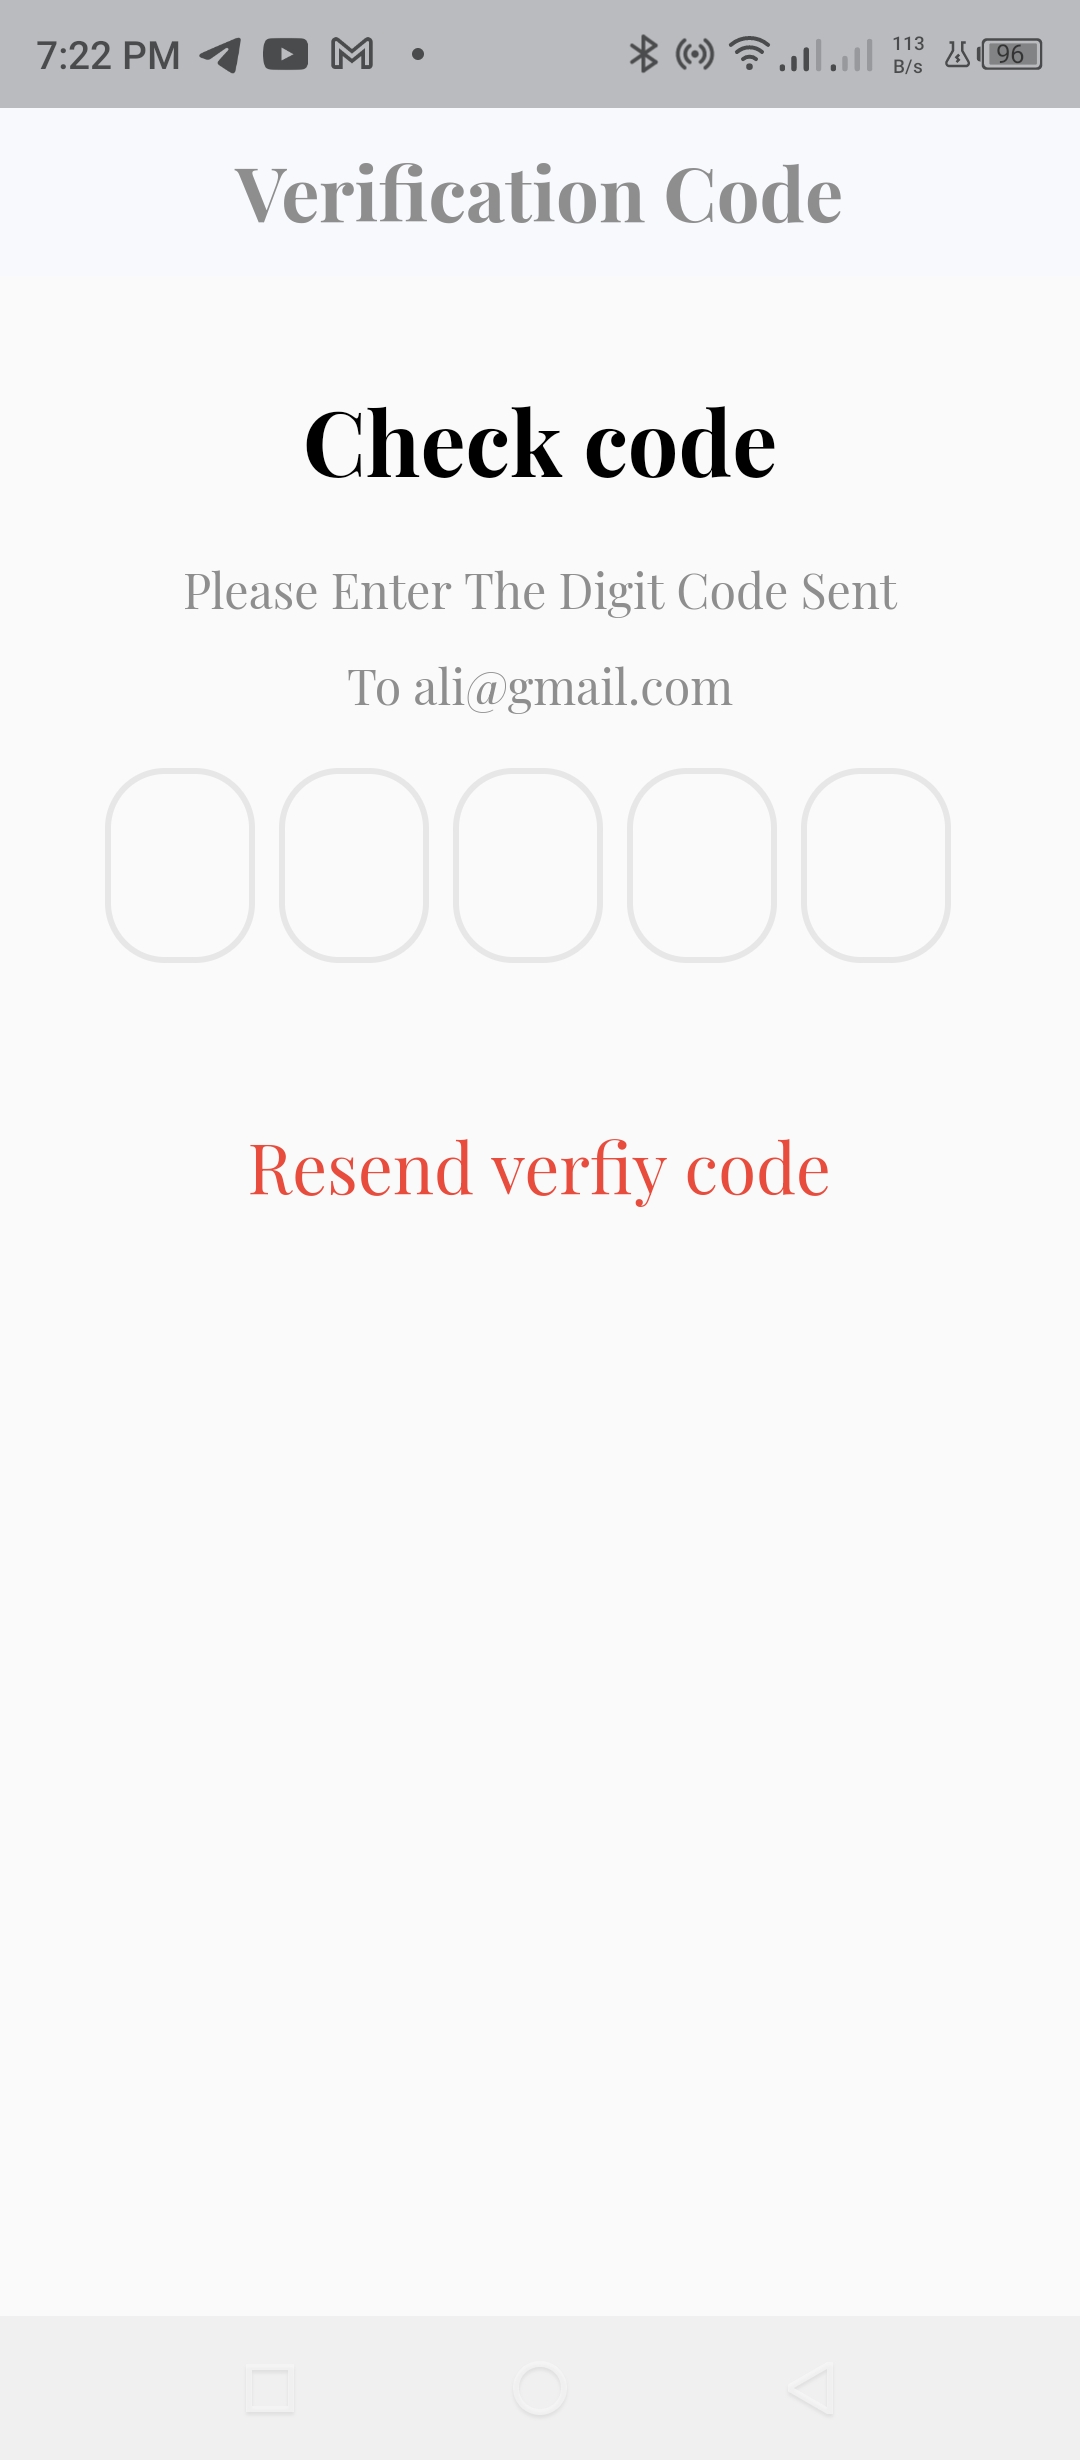 7:22 PM 113 B/s 96
Verification Code
Check code
Please Enter The Digit Code Sent
To ali@gmail.com
Resend verfiy code